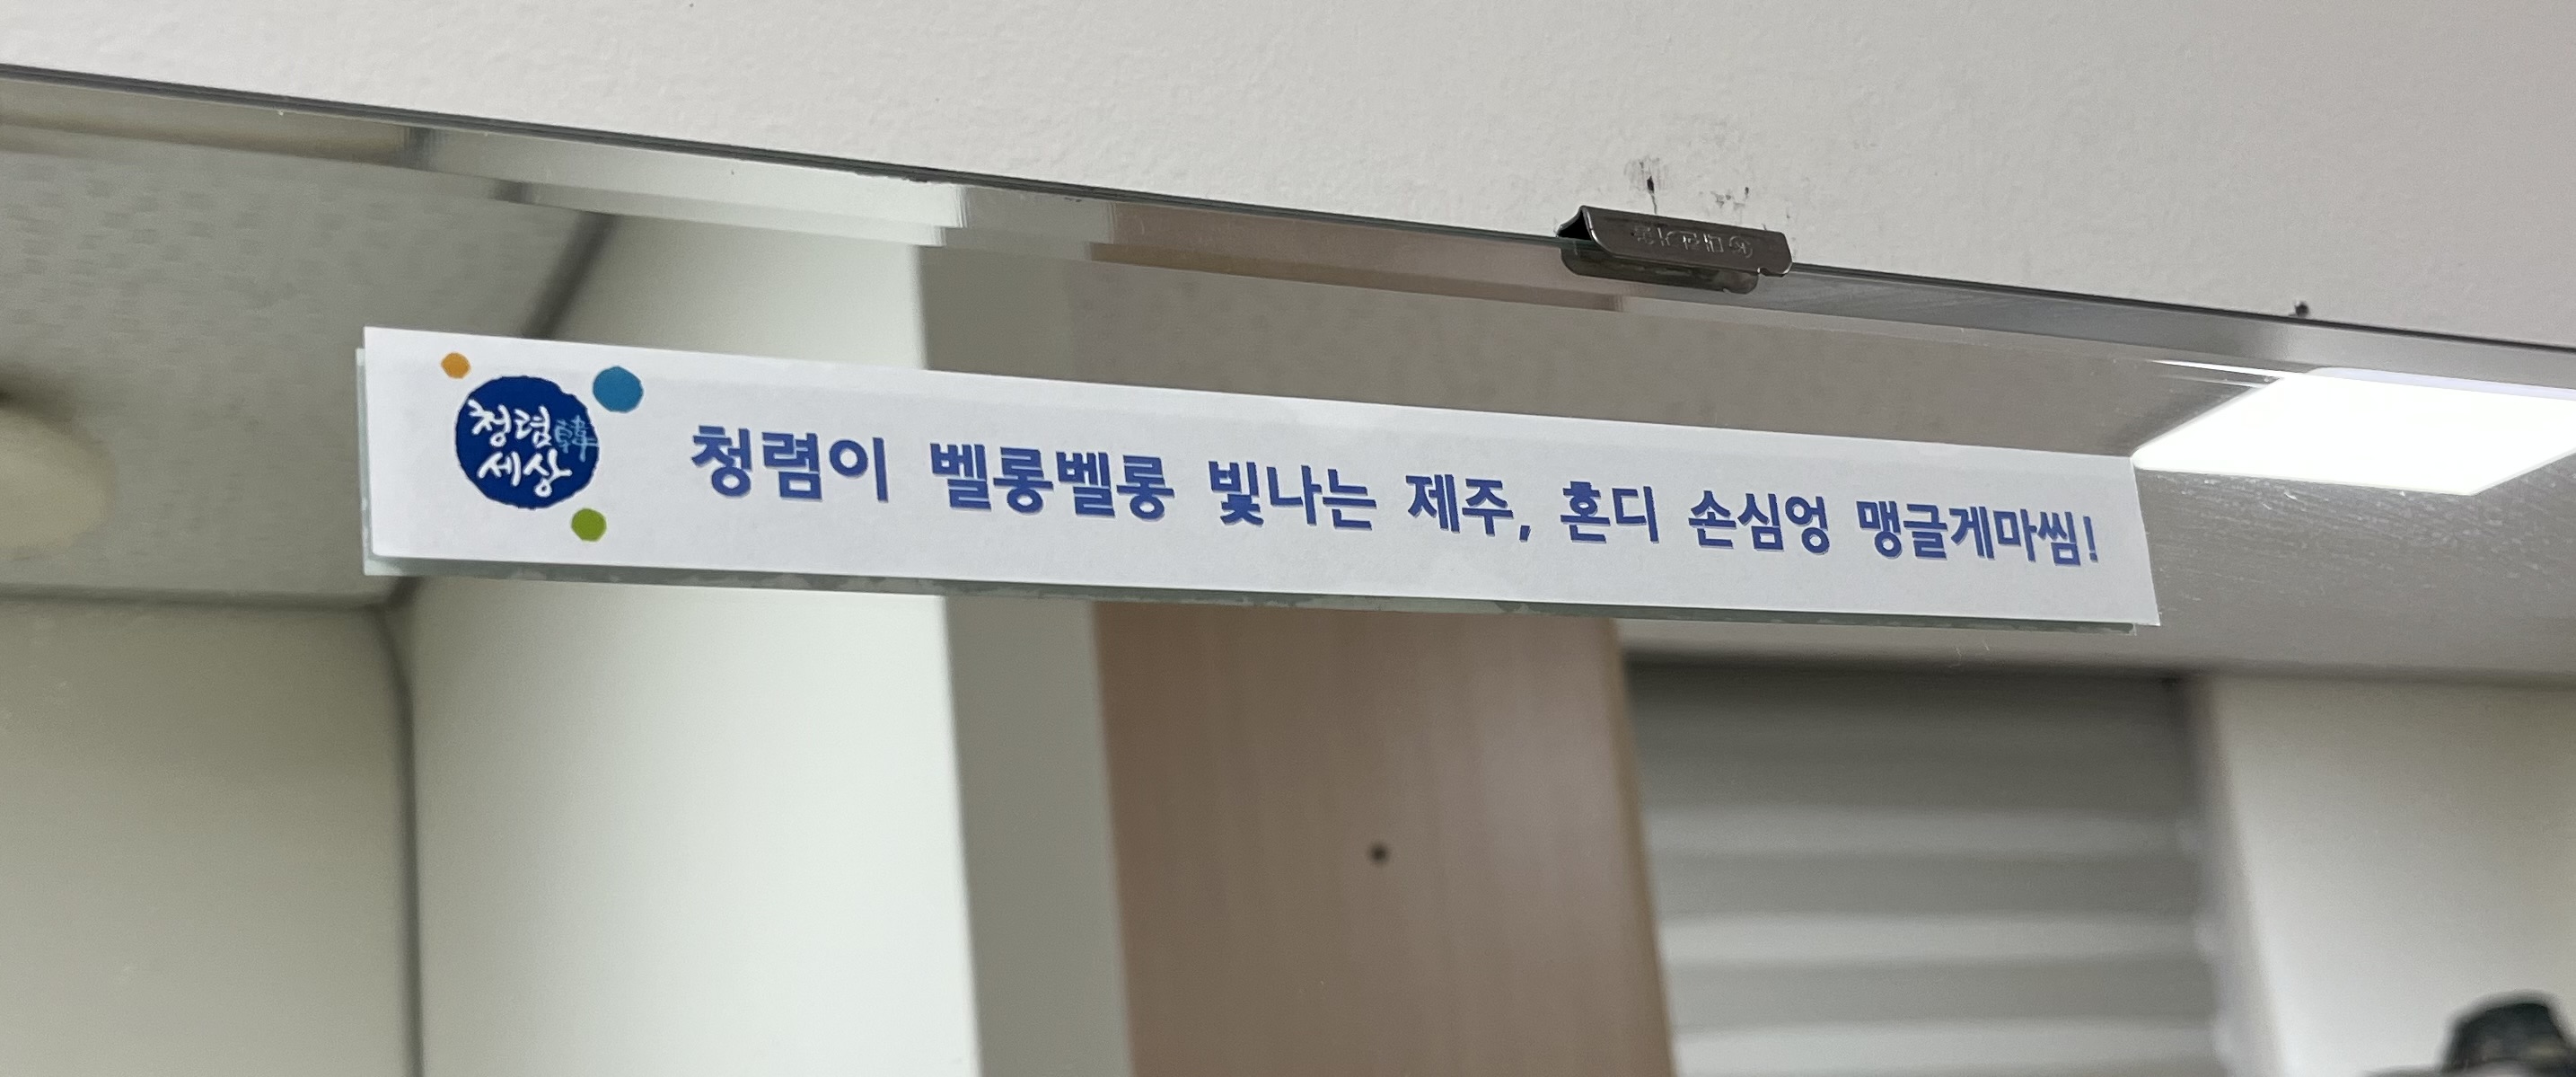 청렴韓
세상
청렴이 벨롱벨롱 빛나는 제주, 혼디 손심엉 맹글게마씸!